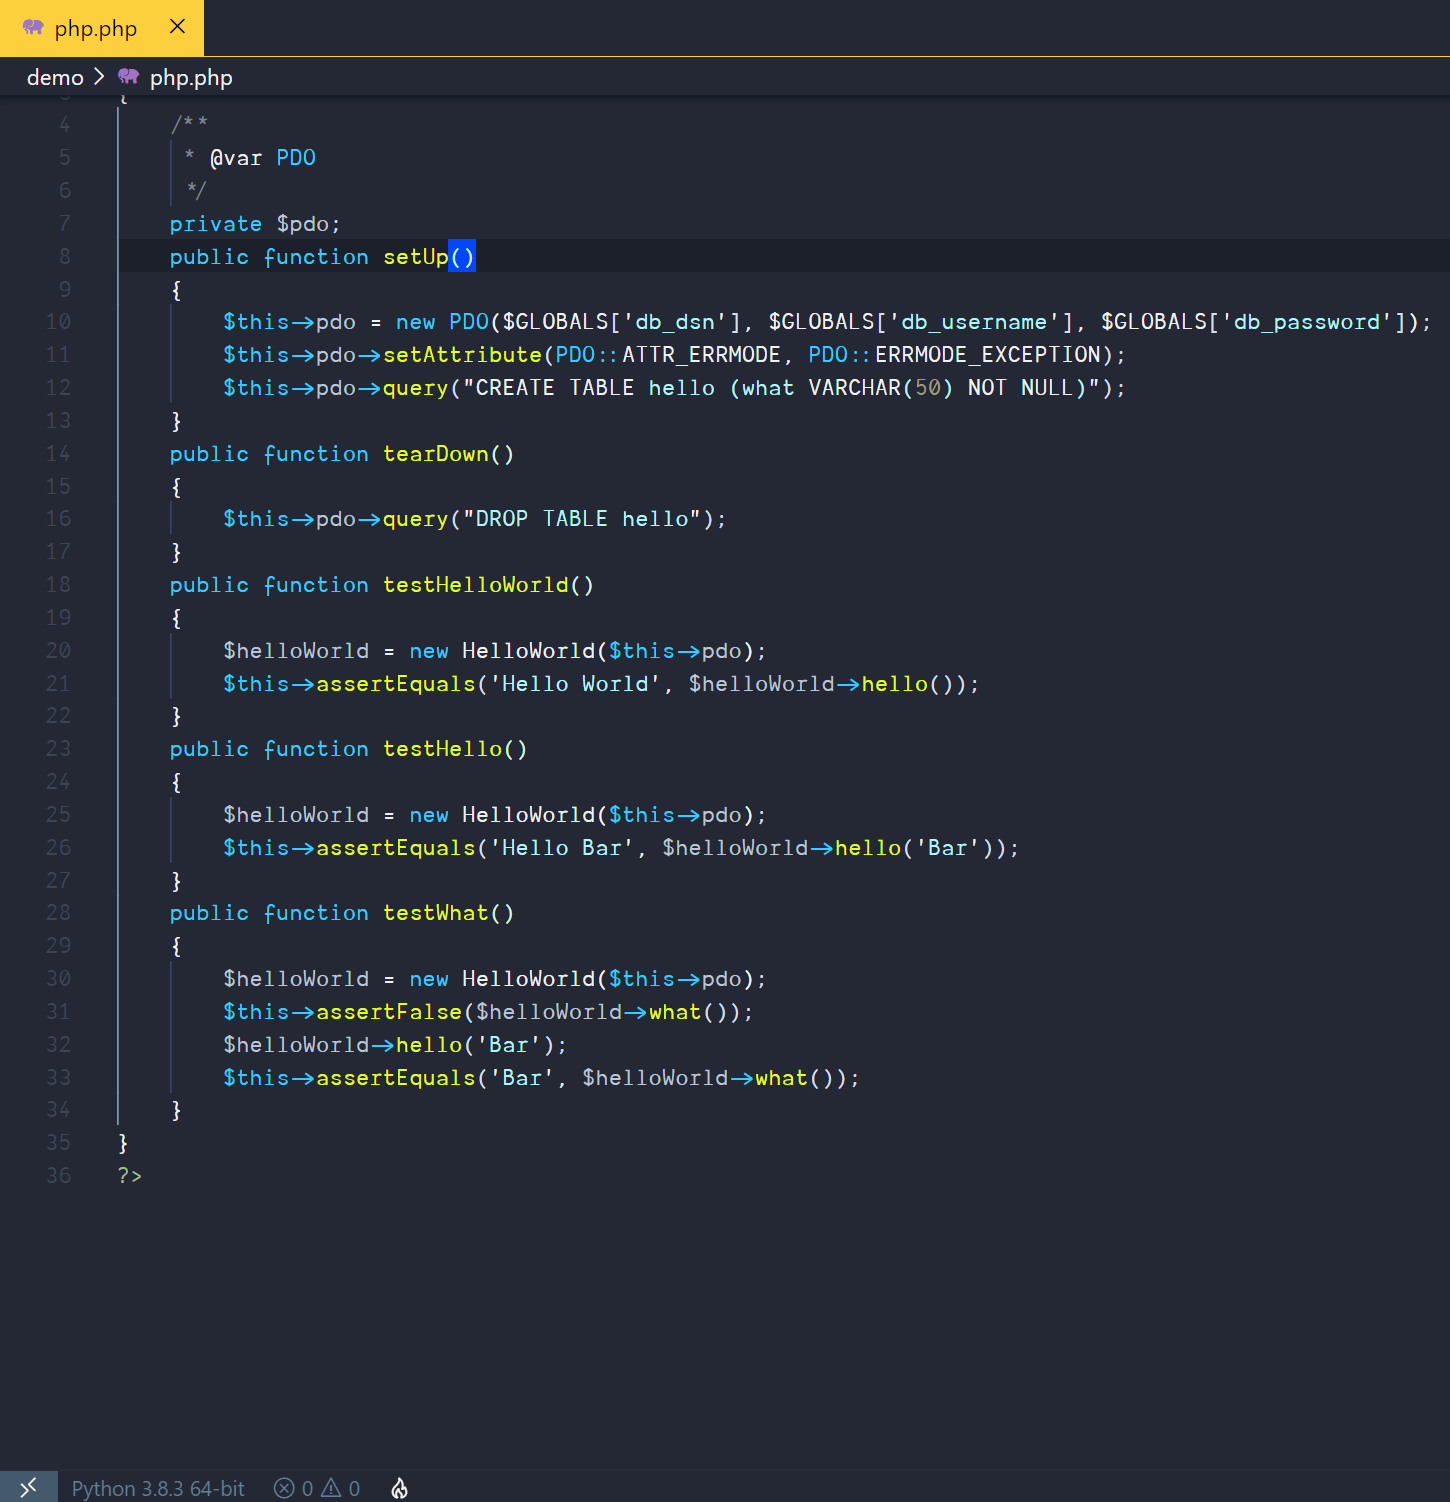 php.php
demo > php.php
3 {
4 /**
5 * @var PDO
6 */
7 private $pdo;
8 public function setUp()
9 {
10 $this->pdo = new PDO($GLOBALS['db_dsn'], $GLOBALS['db_username'], $GLOBALS['db_password']);
11 $this->pdo->setAttribute(PDO::ATTR_ERRMODE, PDO::ERRMODE_EXCEPTION);
12 $this->pdo->query("CREATE TABLE hello (what VARCHAR(50) NOT NULL)");
13 }
14 public function tearDown()
15 {
16 $this->pdo->query("DROP TABLE hello");
17 }
18 public function testHelloWorld()
19 {
20 $helloWorld = new HelloWorld($this->pdo);
21 $this->assertEquals('Hello World', $helloWorld->hello());
22 }
23 public function testHello()
24 {
25 $helloWorld = new HelloWorld($this->pdo);
26 $this->assertEquals('Hello Bar', $helloWorld->hello('Bar'));
27 }
28 public function testWhat()
29 {
30 $helloWorld = new HelloWorld($this->pdo);
31 $this->assertFalse($helloWorld->what());
32 $helloWorld->hello('Bar');
33 $this->assertEquals('Bar', $helloWorld->what());
34 }
35 }
36 ?>
Python 3.8.3 64-bit 0 0